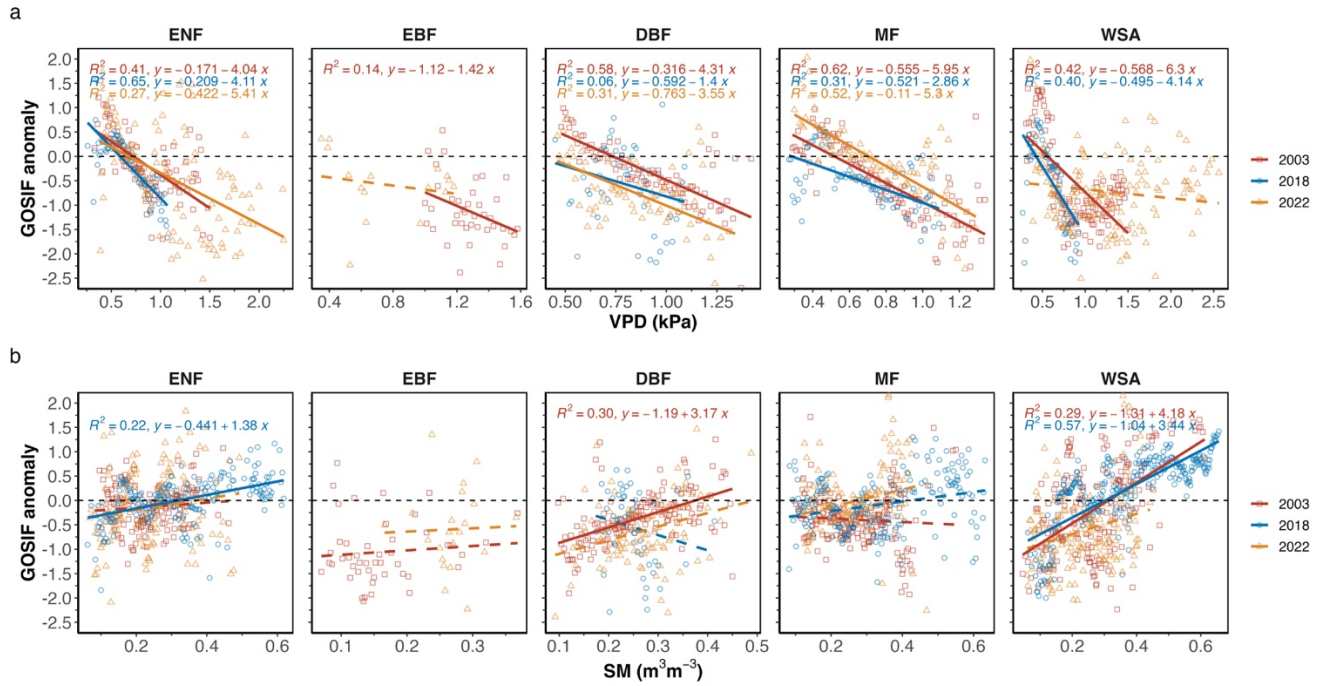 a
ENF EBF DBF MF WSA
GOSIF anomaly
2.0
1.5
1.0
0.5
0.0
-0.5
-1.0
-1.5
-2.0
-2.5
R² = 0.41, y = − 0.171 − 4.04 x
R² = 0.65, y = − 0.209 − 4.11 x
R² = 0.27, y = − 0.422 − 5.41 x
R² = 0.14, y = − 1.12 − 1.42 x
R² = 0.58, y = − 0.316 − 4.31 x
R² = 0.06, y = − 0.592 − 1.4 x
R² = 0.31, y = − 0.763 − 3.55 x
R² = 0.62, y = − 0.555 − 5.95 x
R² = 0.31, y = − 0.521 − 2.86 x
R² = 0.52, y = − 0.11 − 5.3 x
R² = 0.42, y = − 0.568 − 6.3 x
R² = 0.40, y = − 0.495 − 4.14 x
2003
2018
2022
0.5 1.0 1.5 2.0
0.4 0.8 1.2 1.6
0.50 0.75 1.00 1.25
0.4 0.6 0.8 1.0 1.2
0.5 1.0 1.5 2.0 2.5
VPD (kPa)
b
ENF EBF DBF MF WSA
GOSIF anomaly
2.0
1.5
1.0
0.5
0.0
-0.5
-1.0
-1.5
-2.0
-2.5
R² = 0.22, y = − 0.441 + 1.38 x
R² = 0.30, y = − 1.19 + 3.17 x
R² = 0.29, y = − 1.31 + 4.18 x
R² = 0.57, y = − 1.04 + 3.44 x
2003
2018
2022
0.2 0.4 0.6
0.1 0.2 0.3
0.1 0.2 0.3 0.4 0.5
0.2 0.4 0.6
0.2 0.4 0.6
SM (m³m⁻³)